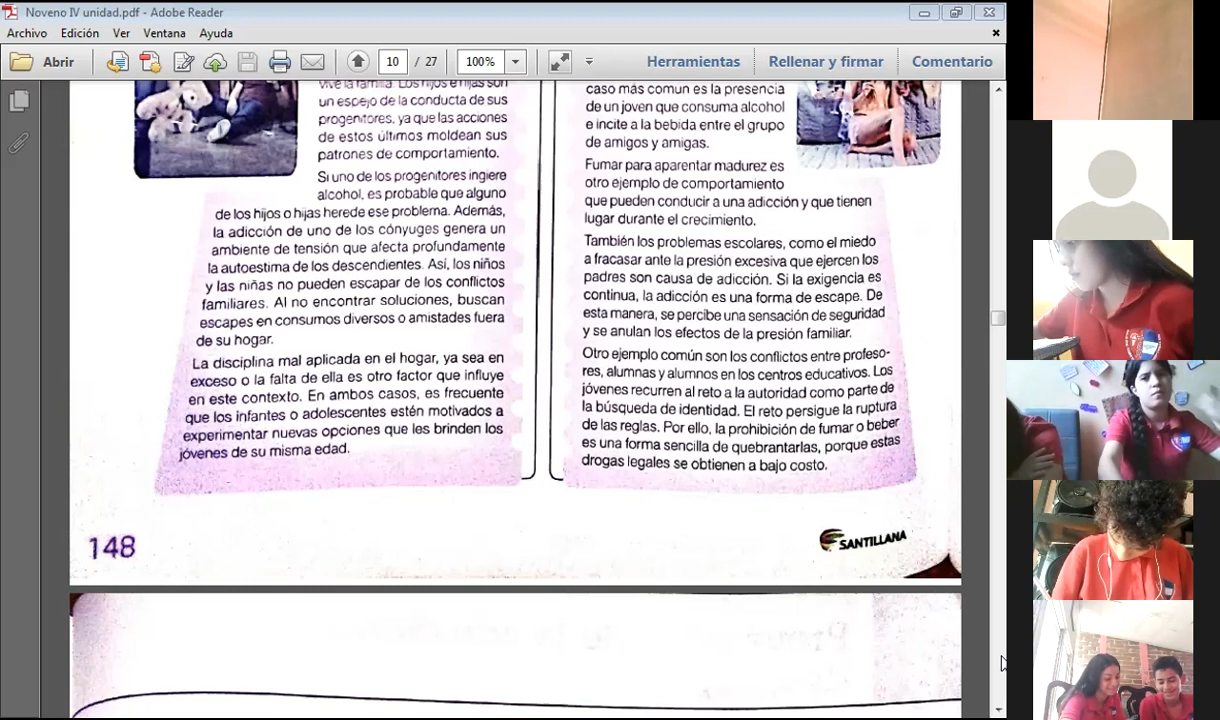 Noveno IV unidad.pdf - Adobe Reader
Archivo Edición Ver Ventana Ayuda
Abrir 10 / 27 100% Herramientas Rellenar y firmar Comentario
vive la familia. Los hijos e hijas son
un espejo de la conducta de sus
progenitores, ya que las acciones
de estos últimos moldean sus
patrones de comportamiento.
Si uno de los progenitores ingiere
alcohol, es probable que alguno
de los hijos o hijas herede ese problema. Además,
la adicción de uno de los cónyuges genera un
ambiente de tensión que afecta profundamente
la autoestima de los descendientes. Así, los niños
y las niñas no pueden escapar de los conflictos
familiares. Al no encontrar soluciones, buscan
escapes en consumos diversos o amistades fuera
de su hogar.
La disciplina mal aplicada en el hogar, ya sea en
exceso o la falta de ella es otro factor que influye
en este contexto. En ambos casos, es frecuente
que los infantes o adolescentes estén motivados a
experimentar nuevas opciones que les brinden los
jóvenes de su misma edad.
caso más común es la presencia
de un joven que consuma alcohol
e incite a la bebida entre el grupo
de amigos y amigas.
Fumar para aparentar madurez es
otro ejemplo de comportamiento
que pueden conducir a una adicción y que tienen
lugar durante el crecimiento.
También los problemas escolares, como el miedo
a fracasar ante la presión excesiva que ejercen los
padres son causa de adicción. Si la exigencia es
continua, la adicción es una forma de escape. De
esta manera, se percibe una sensación de seguridad
y se anulan los efectos de la presión familiar.
Otro ejemplo común son los conflictos entre profeso-
res, alumnas y alumnos en los centros educativos. Los
jóvenes recurren al reto a la autoridad como parte de
la búsqueda de identidad. El reto persigue la ruptura
de las reglas. Por ello, la prohibición de fumar o beber
es una forma sencilla de quebrantarlas, porque estas
drogas legales se obtienen a bajo costo.
148
SANTILLANA